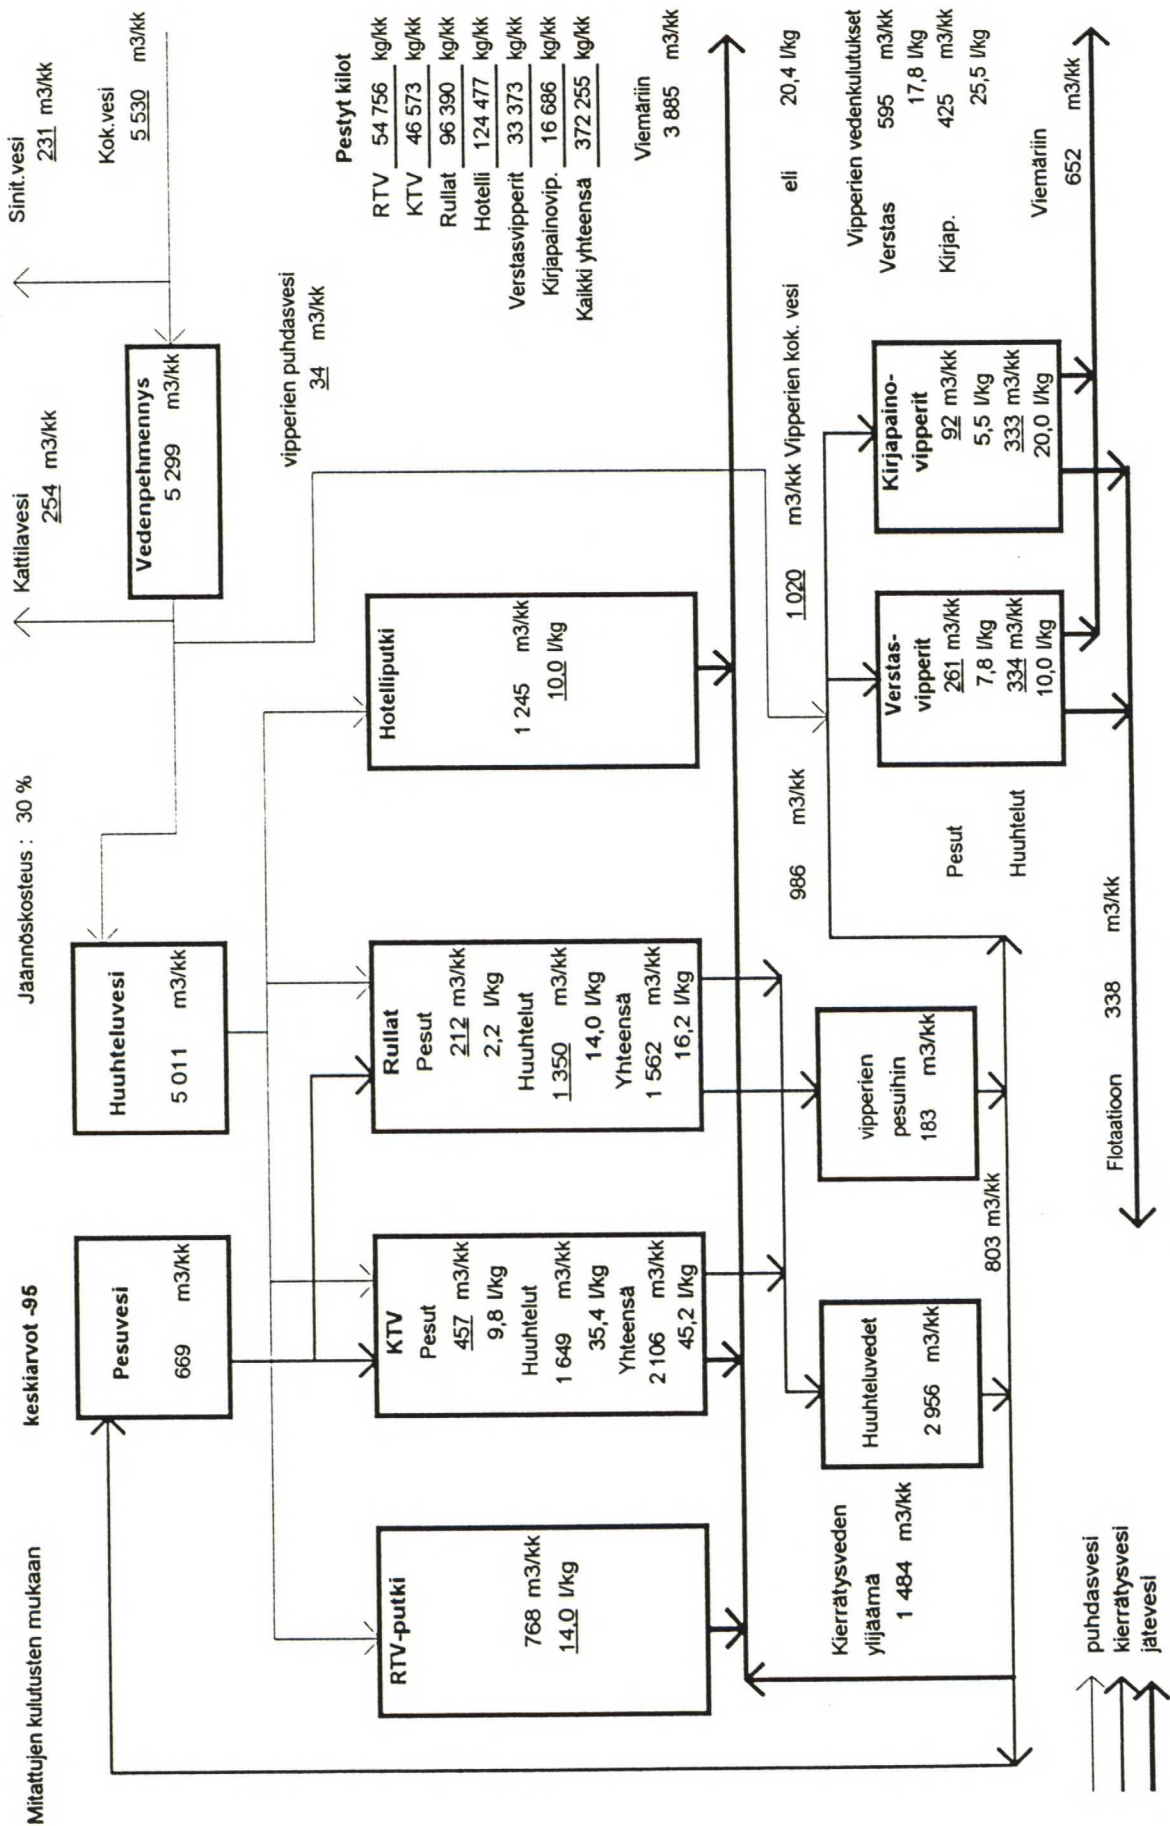 Mitattujen kulutusten mukaan
keskiarvot -95
Jäännöskosteus : 30 %
Kattilavesi
254 m3/kk
Sinit.vesi
231 m3/kk
Kok.vesi
5 530 m3/kk
Pesuvesi
669 m3/kk
Huuhteluvesi
5 011 m3/kk
Vedenpehmennys
5 299 m3/kk
vipperien puhdasvesi
34 m3/kk
Pestyt kilot
RTV 54 756 kg/kk
KTV 46 573 kg/kk
Rullat 96 390 kg/kk
Hotelli 124 477 kg/kk
Verstasvipperit 33 373 kg/kk
Kirjapainovip. 16 686 kg/kk
Kaikki yhteensä 372 255 kg/kk
RTV-putki
768 m3/kk
14,0 l/kg
KTV
Pesut
457 m3/kk
9,8 l/kg
Huuhtelut
1 649 m3/kk
35,4 l/kg
Yhteensä
2 106 m3/kk
45,2 l/kg
Rullat
Pesut
212 m3/kk
2,2 l/kg
Huuhtelut
1 350 m3/kk
14,0 l/kg
Yhteensä
1 562 m3/kk
16,2 l/kg
Hotelliputki
1 245 m3/kk
10,0 l/kg
Viemäriin
3 885 m3/kk
eli 20,4 l/kg
Kierrätysveden
ylijäämä
1 484 m3/kk
Huuhteluvedet
2 956 m3/kk
vipperien
pesuihin
183 m3/kk
803 m3/kk
986 m3/kk
1 020 m3/kk Vipperien kok. vesi
Vipperien vedenkulutukset
Verstas 595 m3/kk
17,8 l/kg
Kirjap. 425 m3/kk
25,5 l/kg
Pesut
Huuhtelut
Verstas-
vipperit
261 m3/kk
7,8 l/kg
334 m3/kk
10,0 l/kg
Kirjapaino-
vipperit
92 m3/kk
5,5 l/kg
333 m3/kk
20,0 l/kg
Viemäriin
652 m3/kk
Flotaatioon 338 m3/kk
puhdasvesi
kierrätysvesi
jätevesi